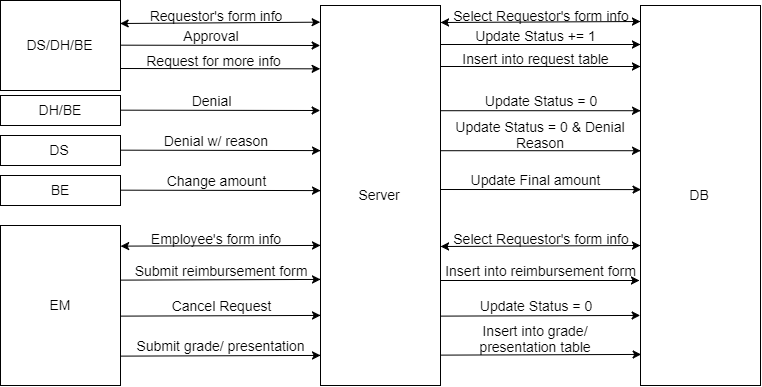 Requestor's form info
Select Requestor's form info
DS/DH/BE
Approval
Update Status += 1
Request for more info
Insert into request table
DH/BE
Denial
Update Status = 0
DS
Denial w/ reason
Update Status = 0 & Denial
Reason
BE
Change amount
Update Final amount
Server
DB
Employee's form info
Select Requestor's form info
Submit reimbursement form
Insert into reimbursement form
EM
Cancel Request
Update Status = 0
Submit grade/ presentation
Insert into grade/
presentation table